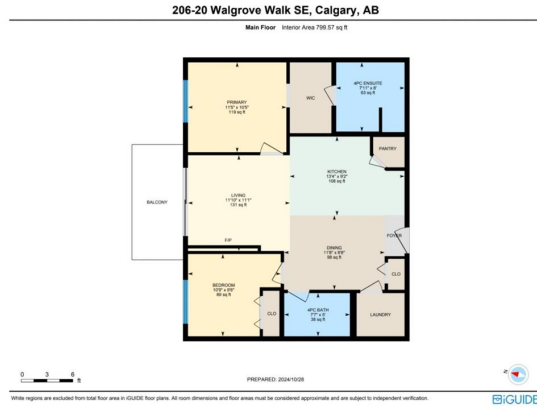 206-20 Walgrove Walk SE, Calgary, AB
Main Floor Interior Area 799.57 sq ft
PRIMARY
11'5" x 10'5"
119 sq ft
WIC
4PC ENSUITE
7'11" x 8'
63 sq ft
PANTRY
KITCHEN
13'4" x 8'2"
108 sq ft
BALCONY
LIVING
11'10" x 11'1"
131 sq ft
FOYER
F/P
DINING
11'8" x 8'8"
98 sq ft
CLO
BEDROOM
10'9" x 9'6"
89 sq ft
CLO
4PC BATH
7'7" x 5'
38 sq ft
LAUNDRY
0 3 6
ft
PREPARED: 2024/10/28
N
White regions are excluded from total floor area in iGUIDE floor plans. All room dimensions and floor areas must be considered approximate and are subject to independent verification.
iGUIDE